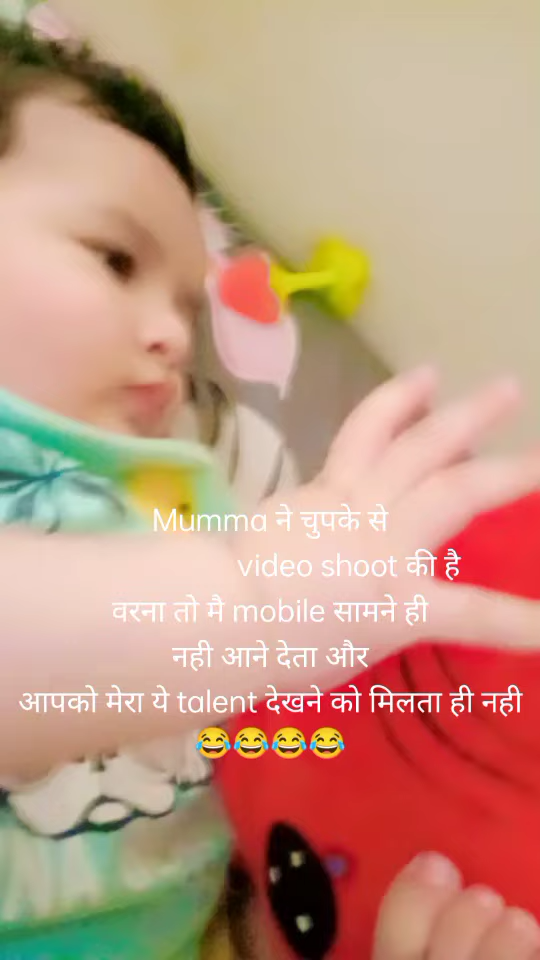 Mumma ने चुपके से
video shoot की है
वरना तो मै mobile सामने ही
नही आने देता और
आपको मेरा ये talent देखने को मिलता ही नही
😂😂😂😂